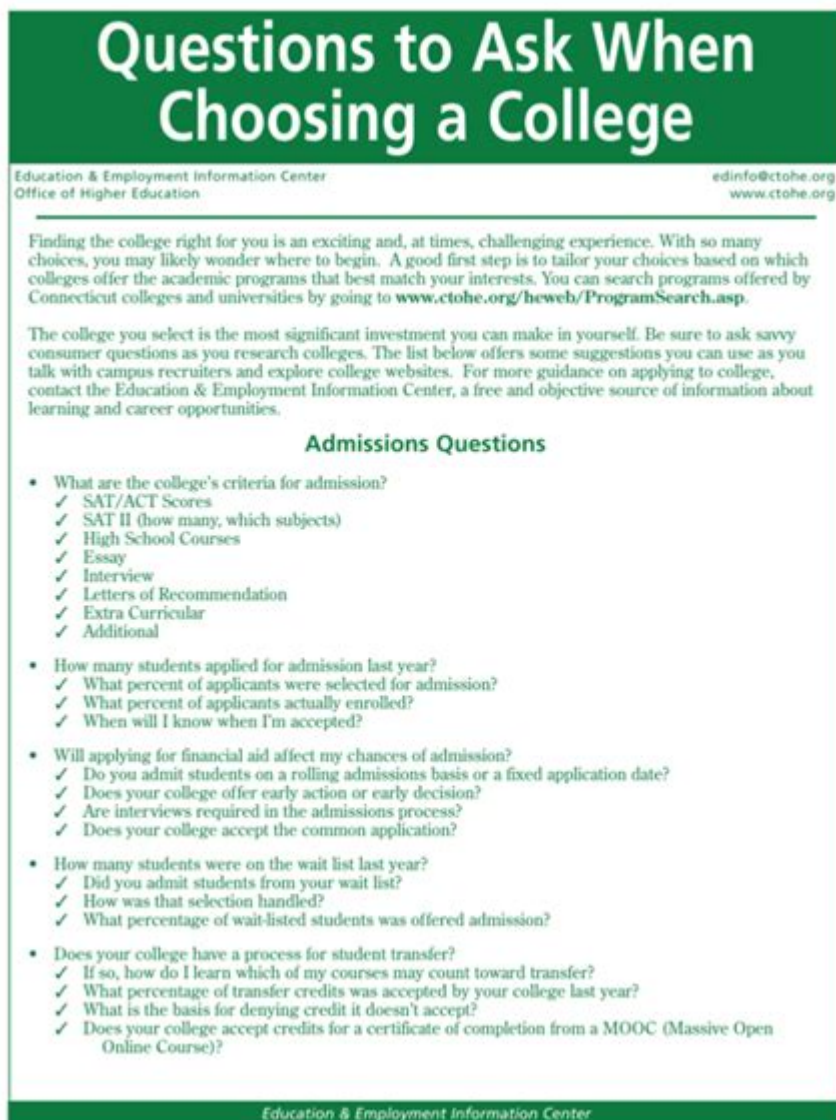 Questions to Ask When
Choosing a College
Education & Employment Information Center
Office of Higher Education
edinfo@ctohe.org
www.ctohe.org
Finding the college right for you is an exciting and, at times, challenging experience. With so many
choices, you may likely wonder where to begin. A good first step is to tailor your choices based on which
colleges offer the academic programs that best match your interests. You can search programs offered by
Connecticut colleges and universities by going to www.ctohe.org/heweb/ProgramSearch.asp.
The college you select is the most significant investment you can make in yourself. Be sure to ask savvy
consumer questions as you research colleges. The list below offers some suggestions you can use as you
talk with campus recruiters and explore college websites. For more guidance on applying to college,
contact the Education & Employment Information Center, a free and objective source of information about
learning and career opportunities.
Admissions Questions
• What are the college's criteria for admission?
✓ SAT/ACT Scores
✓ SAT II (how many, which subjects)
✓ High School Courses
✓ Essay
✓ Interview
✓ Letters of Recommendation
✓ Extra Curricular
✓ Additional
• How many students applied for admission last year?
✓ What percent of applicants were selected for admission?
✓ What percent of applicants actually enrolled?
✓ When will I know when I'm accepted?
• Will applying for financial aid affect my chances of admission?
✓ Do you admit students on a rolling admissions basis or a fixed application date?
✓ Does your college offer early action or early decision?
✓ Are interviews required in the admissions process?
✓ Does your college accept the common application?
• How many students were on the wait list last year?
✓ Did you admit students from your wait list?
✓ How was that selection handled?
✓ What percentage of wait-listed students was offered admission?
• Does your college have a process for student transfer?
✓ If so, how do I learn which of my courses may count toward transfer?
✓ What percentage of transfer credits was accepted by your college last year?
✓ What is the basis for denying credit it doesn't accept?
✓ Does your college accept credits for a certificate of completion from a MOOC (Massive Open
Online Course)?
Education & Employment Information Center